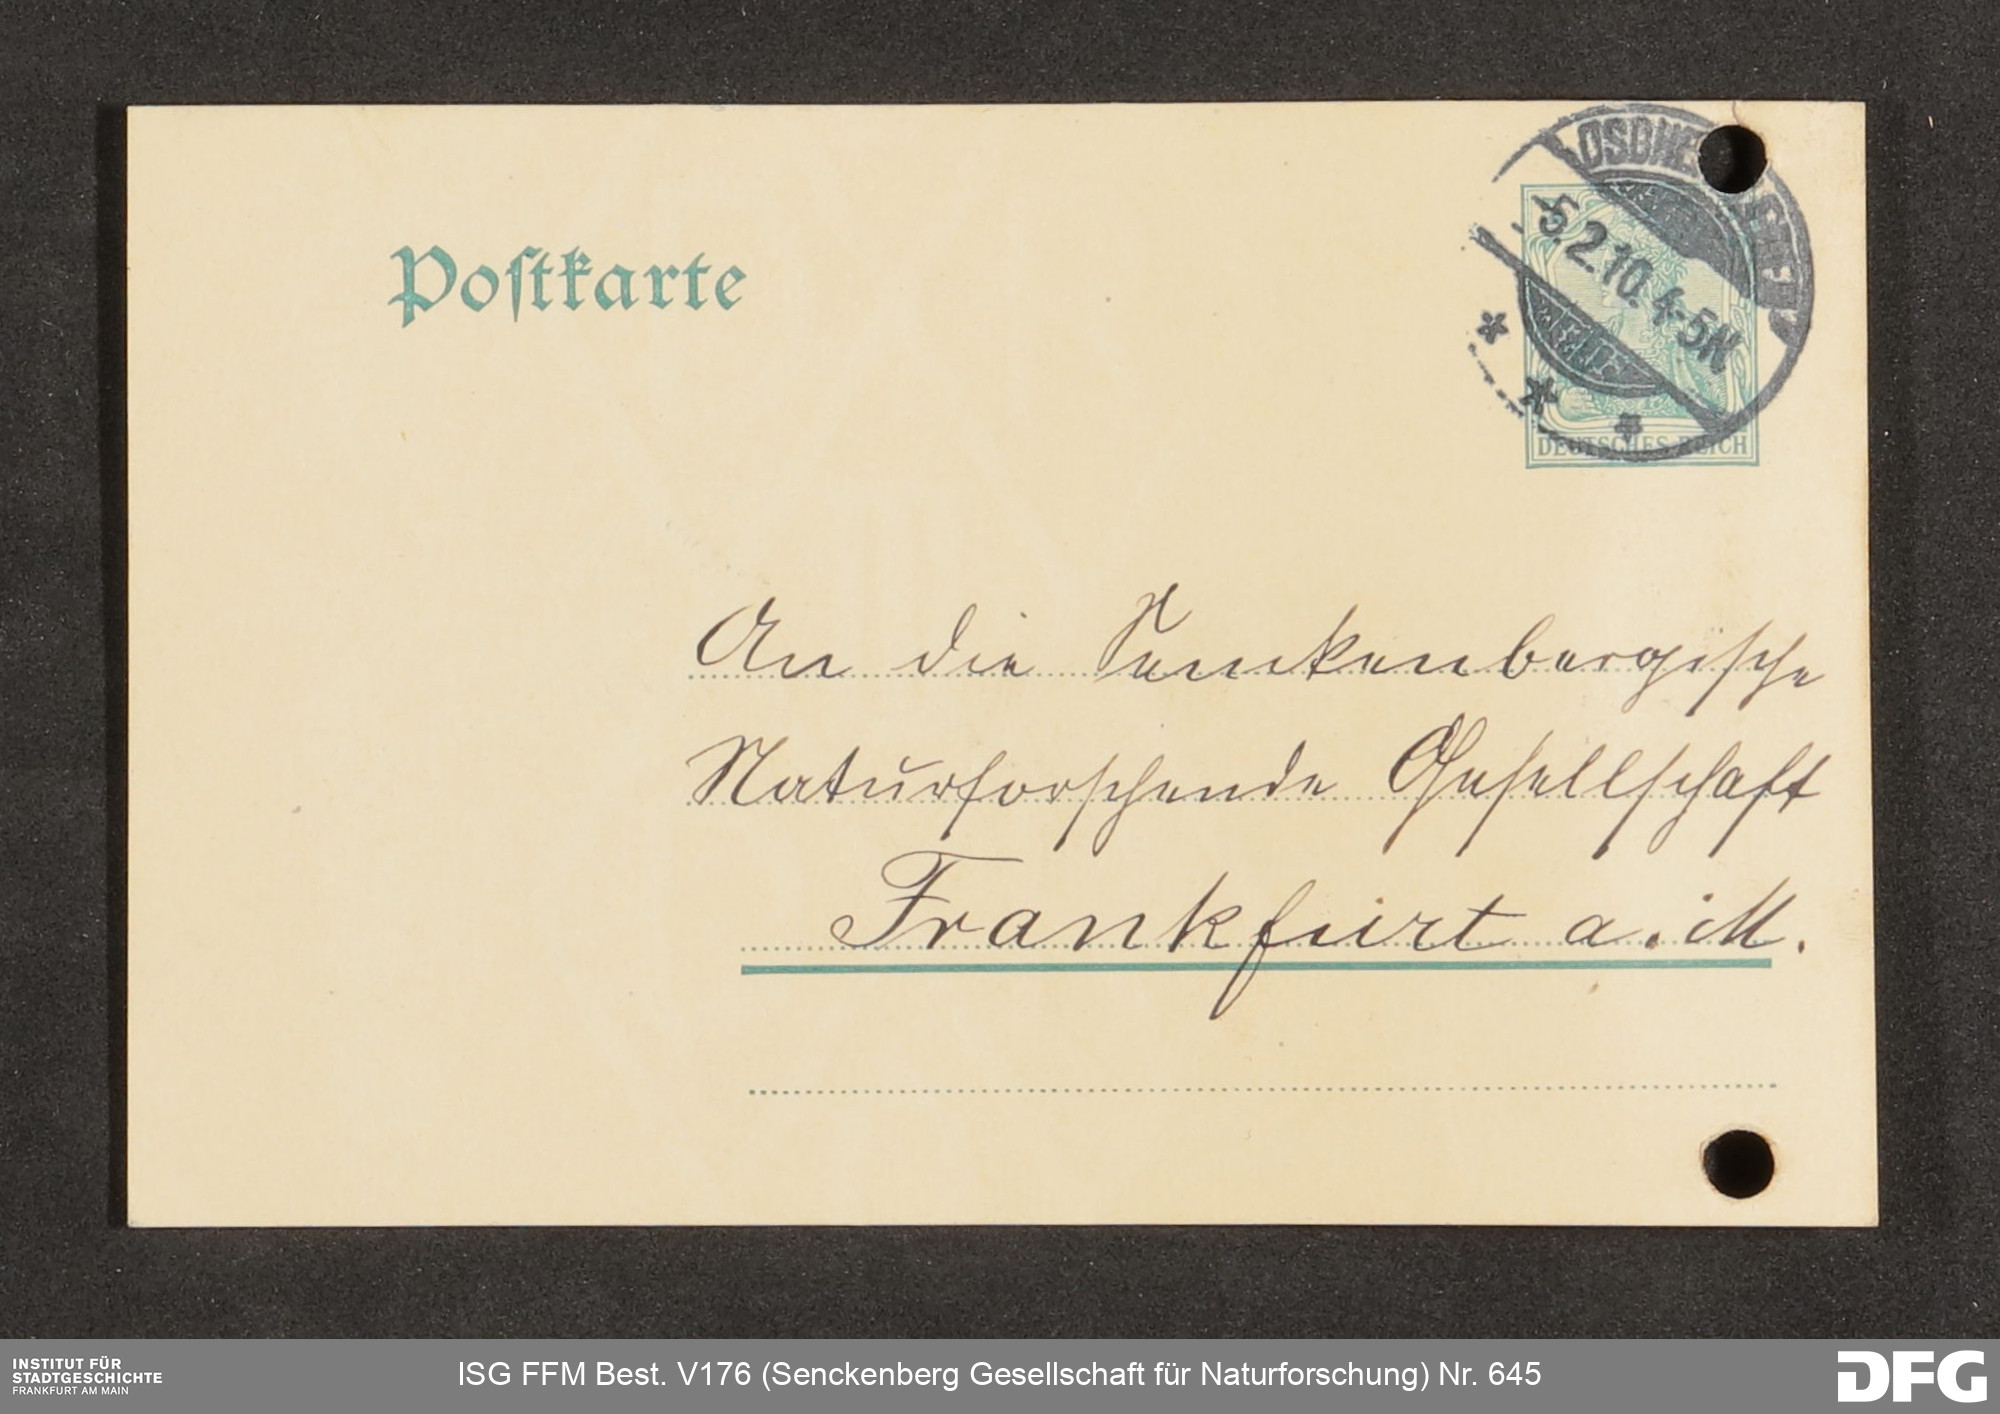 Postkarte
5.2.10. 4-5N
DEUTSCHES REICH
An die Senckenbergische
Naturforschende Gesellschaft
Frankfurt a. M.
INSTITUT FÜR
STADTGESCHICHTE
FRANKFURT AM MAIN
ISG FFM Best. V176 (Senckenberg Gesellschaft für Naturforschung) Nr. 645
DFG